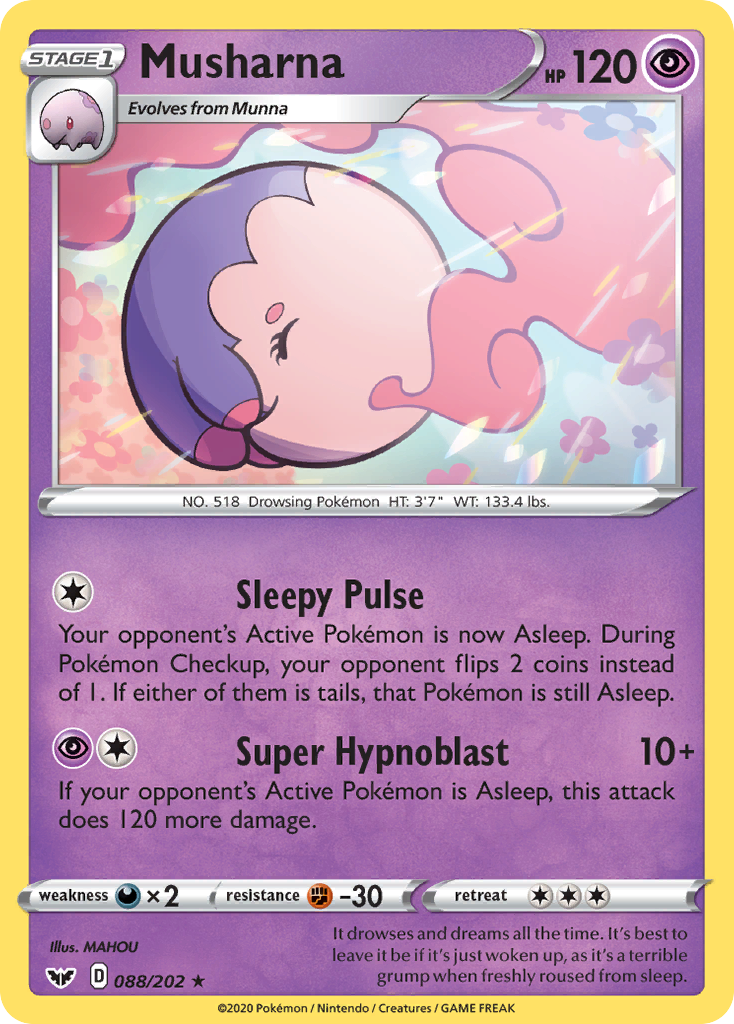 STAGE 1 Musharna HP 120
Evolves from Munna
NO. 518 Drowsing Pokémon HT: 3'7" WT: 133.4 lbs.
Sleepy Pulse
Your opponent's Active Pokémon is now Asleep. During
Pokémon Checkup, your opponent flips 2 coins instead
of 1. If either of them is tails, that Pokémon is still Asleep.
Super Hypnoblast 10+
If your opponent's Active Pokémon is Asleep, this attack
does 120 more damage.
weakness ×2 resistance -30 retreat
Illus. MAHOU
It drowses and dreams all the time. It's best to
leave it be if it's just woken up, as it's a terrible
grump when freshly roused from sleep.
D 088/202 ★
©2020 Pokémon / Nintendo / Creatures / GAME FREAK